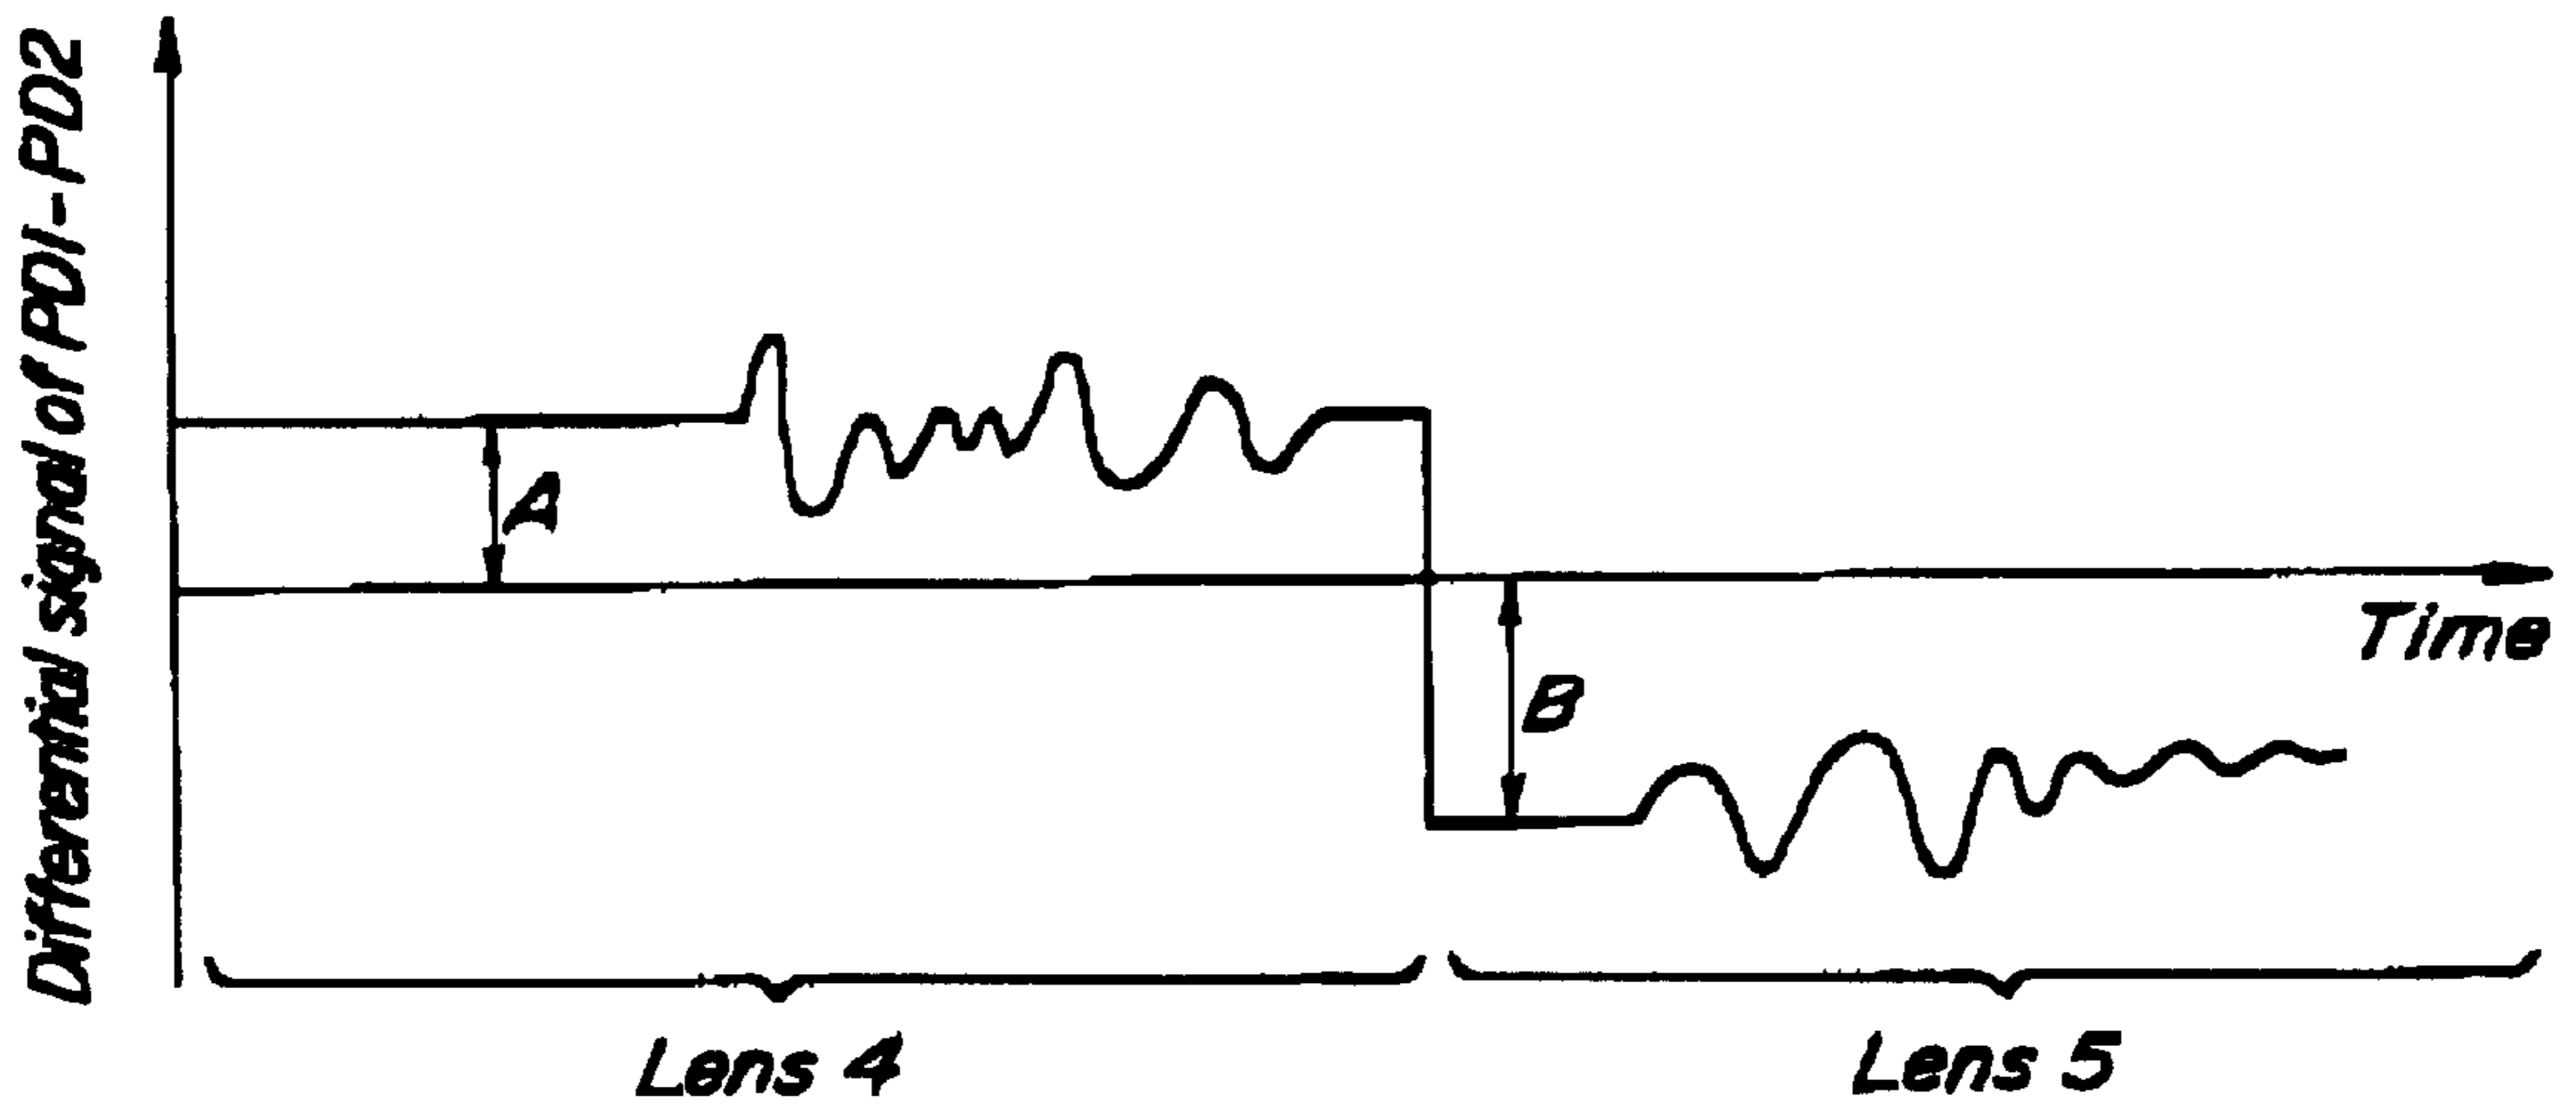 Differential signal of PD1-PD2
A
B
Time
Lens 4
Lens 5